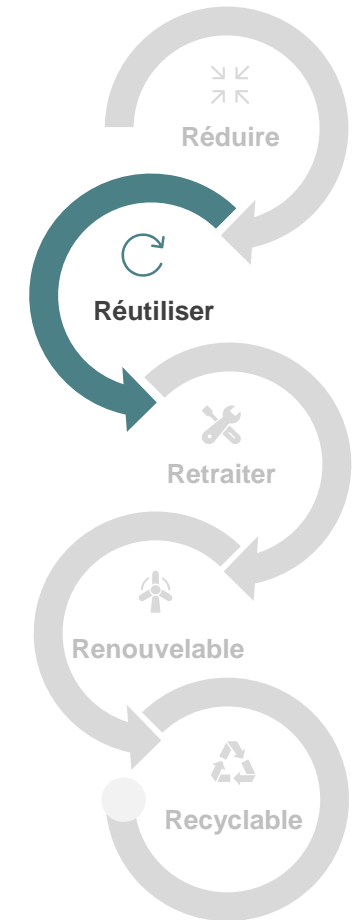 Réduire
Réutiliser
Retraiter
Renouvelable
Recyclable